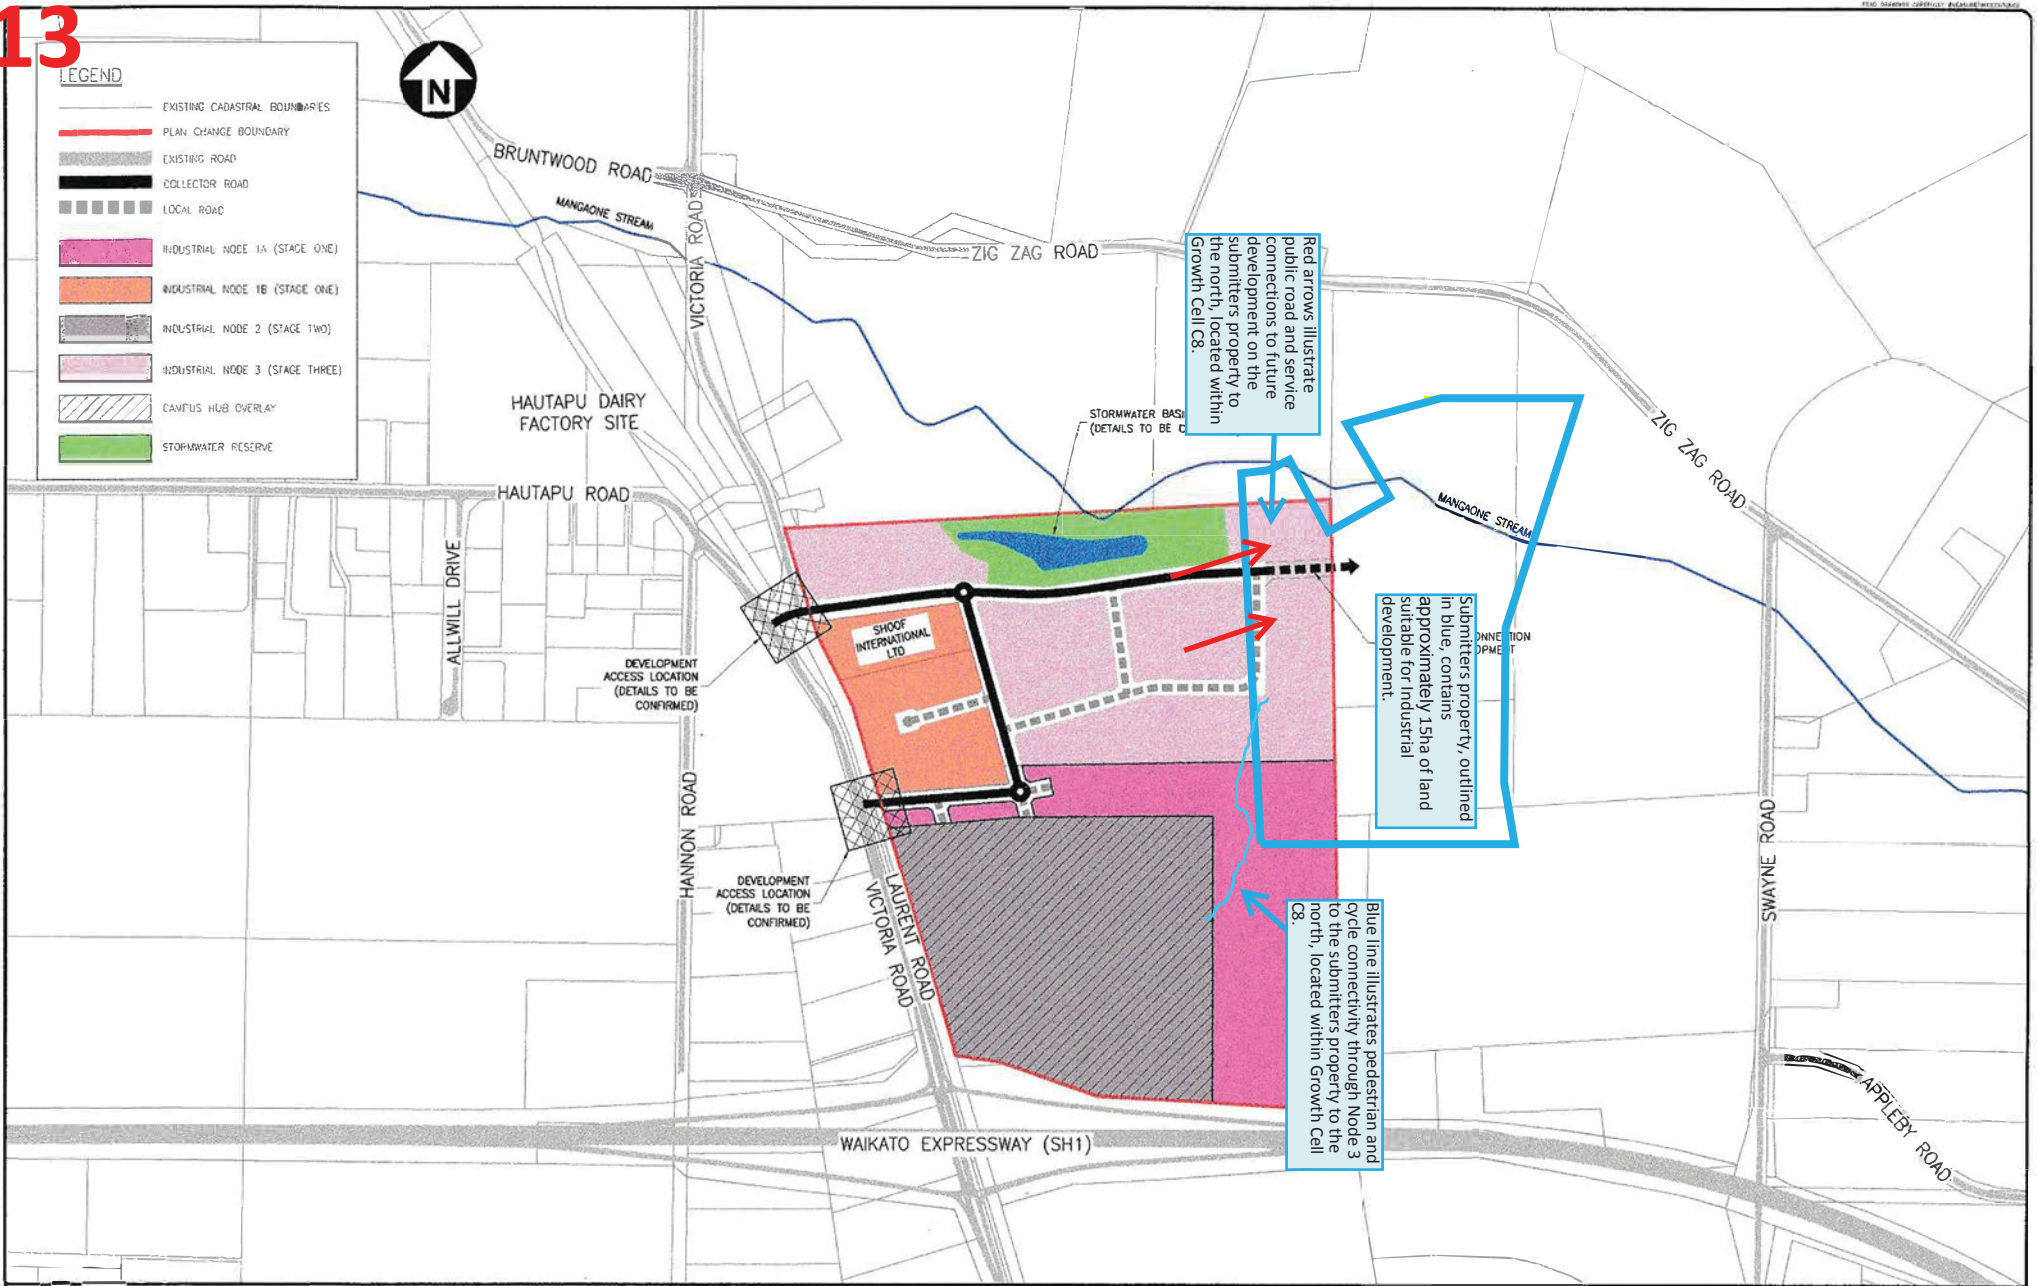 13
LEGEND
EXISTING CADASTRAL BOUNDARIES
PLAN CHANGE BOUNDARY
EXISTING ROAD
COLLECTOR ROAD
LOCAL ROAD
INDUSTRIAL NODE 1A (STAGE ONE)
INDUSTRIAL NODE 1B (STAGE ONE)
INDUSTRIAL NODE 2 (STAGE TWO)
INDUSTRIAL NODE 3 (STAGE THREE)
CAMPUS HUB OVERLAY
STORMWATER RESERVE
N
BRUNTWOOD ROAD
MANGAONE STREAM
VICTORIA ROAD
ZIG ZAG ROAD
Red arrows illustrate
public road and service
connections to future
development on the
submitters property to
the north, located within
Growth Cell C8.
HAUTAPU DAIRY
FACTORY SITE
STORMWATER BASI
(DETAILS TO BE C
ZIG ZAG ROAD
HAUTAPU ROAD
MANGAONE STREAM
ALLWILL DRIVE
SHOOF
INTERNATIONAL
LTD
Submitters property, outlined
in blue, contains
approximately 15ha of land
suitable for Industrial
development.
ONNECTION
OPMENT
DEVELOPMENT
ACCESS LOCATION
(DETAILS TO BE
CONFIRMED)
HANNON ROAD
SWAYNE ROAD
DEVELOPMENT
ACCESS LOCATION
(DETAILS TO BE
CONFIRMED)
LAURENT ROAD
VICTORIA ROAD
Blue line illustrates pedestrian and
cycle connectivity through Node 3
to the submitters property to the
north, located within Growth Cell
C8.
APPLEBY ROAD
WAIKATO EXPRESSWAY (SH1)